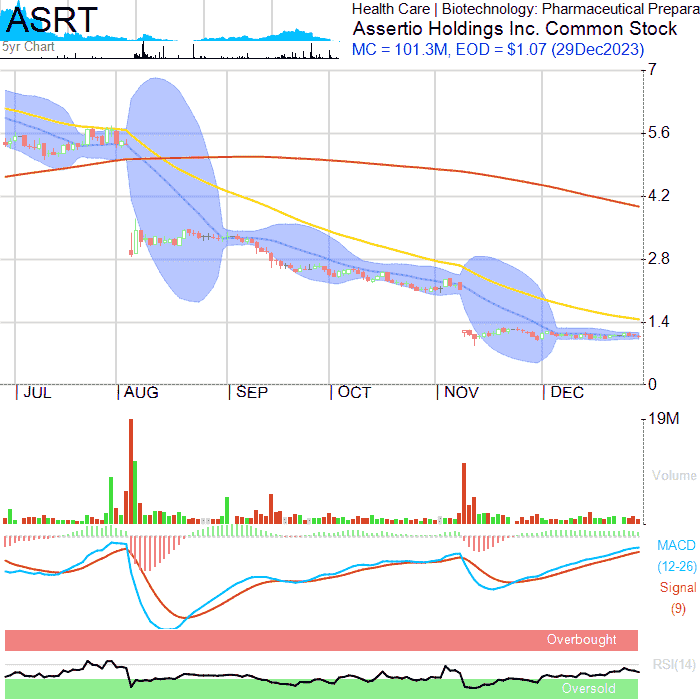 ASRT
5yr Chart
Health Care | Biotechnology: Pharmaceutical Prepara
Assertio Holdings Inc. Common Stock
MC = 101.3M, EOD = $1.07 (29Dec2023)
7
5.6
4.2
2.8
1.4
0
JUL AUG SEP OCT NOV DEC
19M
Volume
MACD
(12-26)
Signal
(9)
Overbought
RSI(14)
Oversold